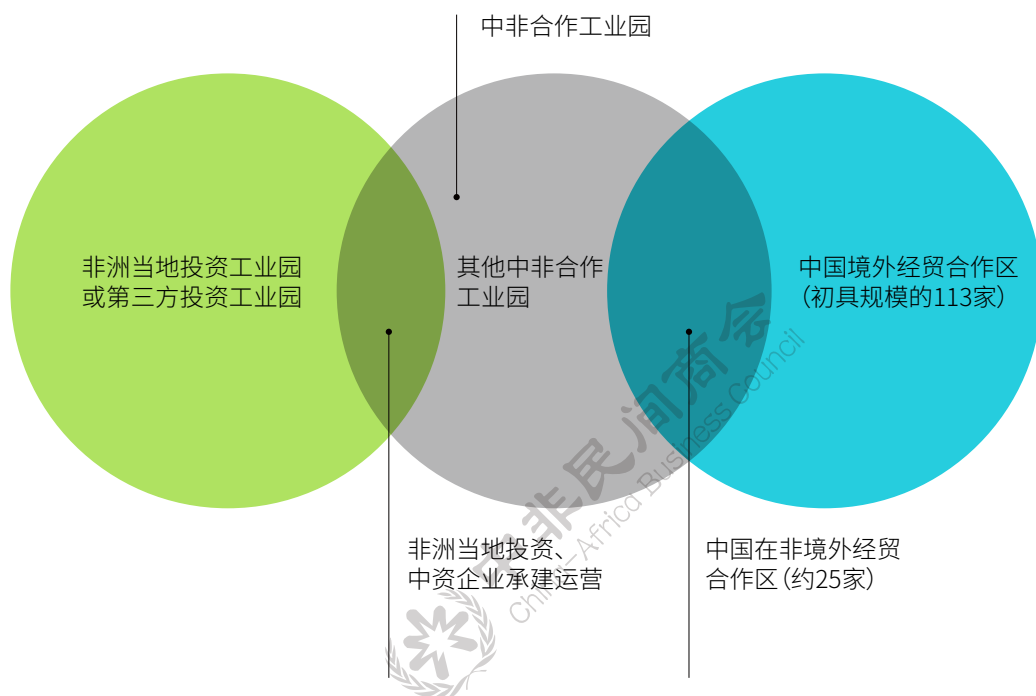 中非合作工业园
非洲当地投资工业园
或第三方投资工业园
其他中非合作
工业园
中国境外经贸合作区
（初具规模的113家）
非洲当地投资、
中资企业承建运营
中国在非境外经贸
合作区（约25家）
中非民间商会
China-Africa Business Council